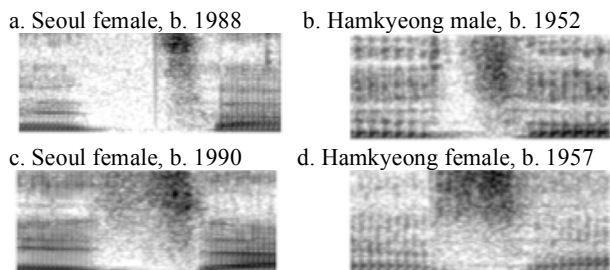 a. Seoul female, b. 1988
b. Hamkyeong male, b. 1952
c. Seoul female, b. 1990
d. Hamkyeong female, b. 1957